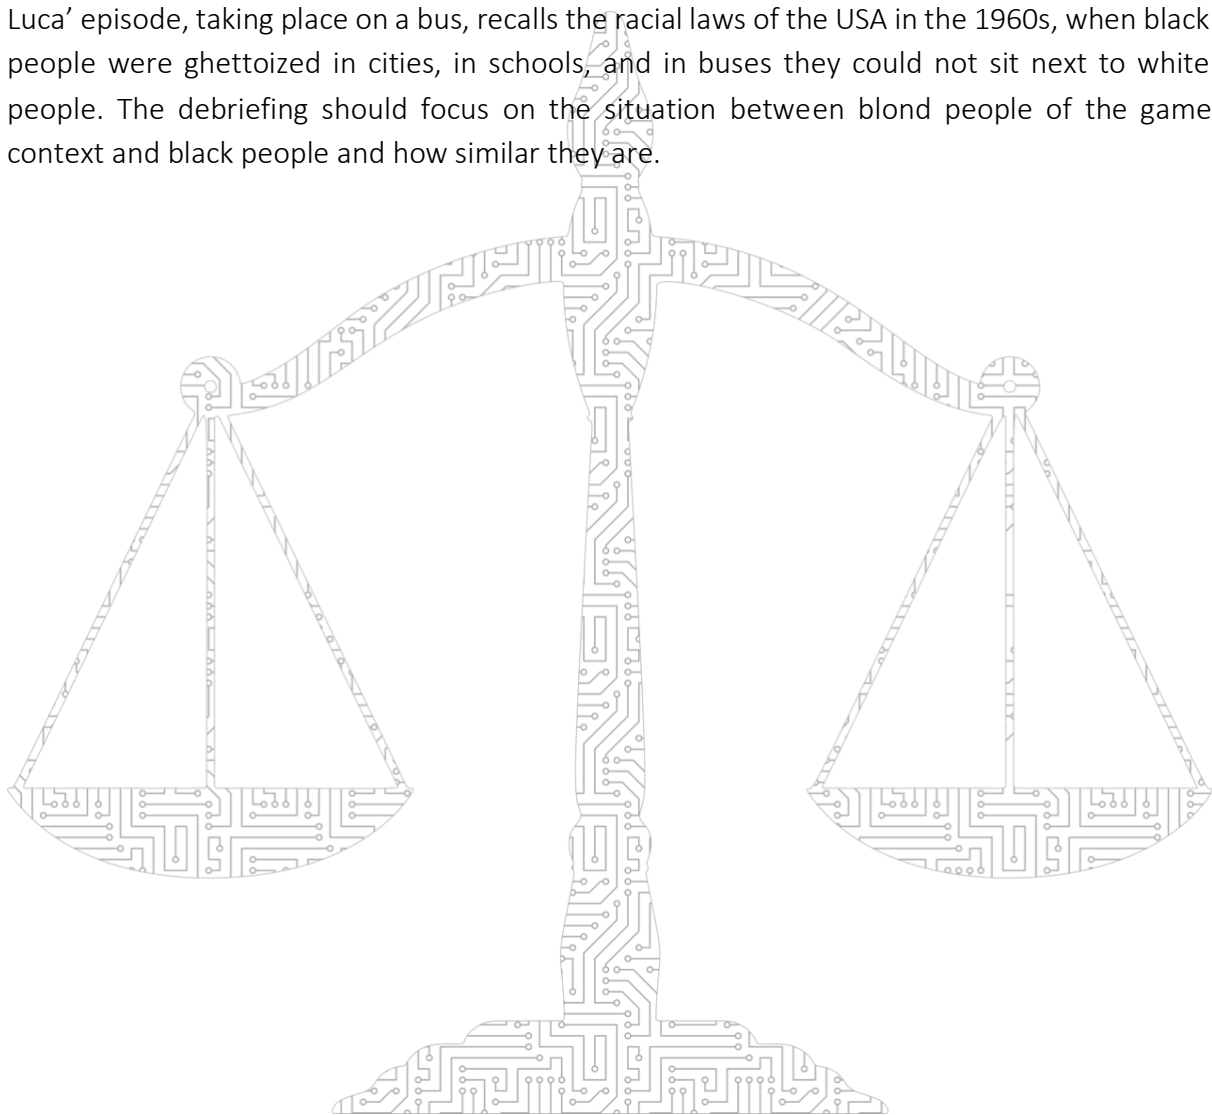 Luca’ episode, taking place on a bus, recalls the racial laws of the USA in the 1960s, when black
people were ghettoized in cities, in schools, and in buses they could not sit next to white
people. The debriefing should focus on the situation between blond people of the game
context and black people and how similar they are.